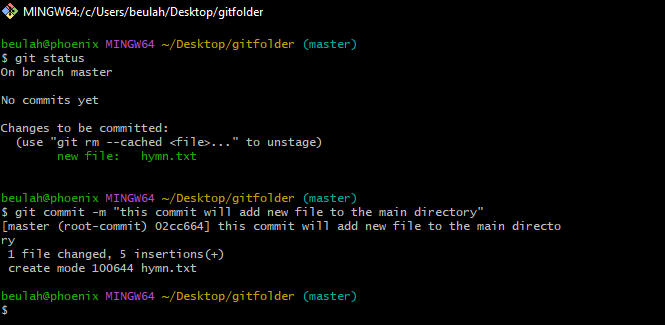 MINGW64:/c/Users/beulah/Desktop/gitfolder
beulah@phoenix MINGW64 ~/Desktop/gitfolder (master)
$ git status
On branch master
No commits yet
Changes to be committed:
  (use "git rm --cached <file>..." to unstage)
        new file:   hymn.txt
beulah@phoenix MINGW64 ~/Desktop/gitfolder (master)
$ git commit -m "this commit will add new file to the main directory"
[master (root-commit) 02cc664] this commit will add new file to the main directo
ry
 1 file changed, 5 insertions(+)
 create mode 100644 hymn.txt
beulah@phoenix MINGW64 ~/Desktop/gitfolder (master)
$